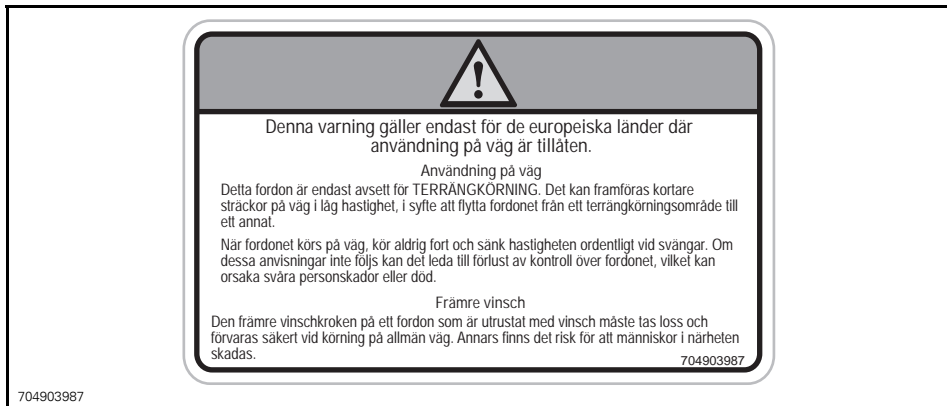 Denna varning gäller endast för de europeiska länder där
användning på väg är tillåten.
Användning på väg
Detta fordon är endast avsett för TERRÄNGKÖRNING. Det kan framföras kortare
sträckor på väg i låg hastighet, i syfte att flytta fordonet från ett terrängkörningsområde till
ett annat.
När fordonet körs på väg, kör aldrig fort och sänk hastigheten ordentligt vid svängar. Om
dessa anvisningar inte följs kan det leda till förlust av kontroll över fordonet, vilket kan
orsaka svåra personskador eller död.
Främre vinsch
Den främre vinschkroken på ett fordon som är utrustat med vinsch måste tas loss och
förvaras säkert vid körning på allmän väg. Annars finns det risk för att människor i närheten
skadas.
704903987
704903987